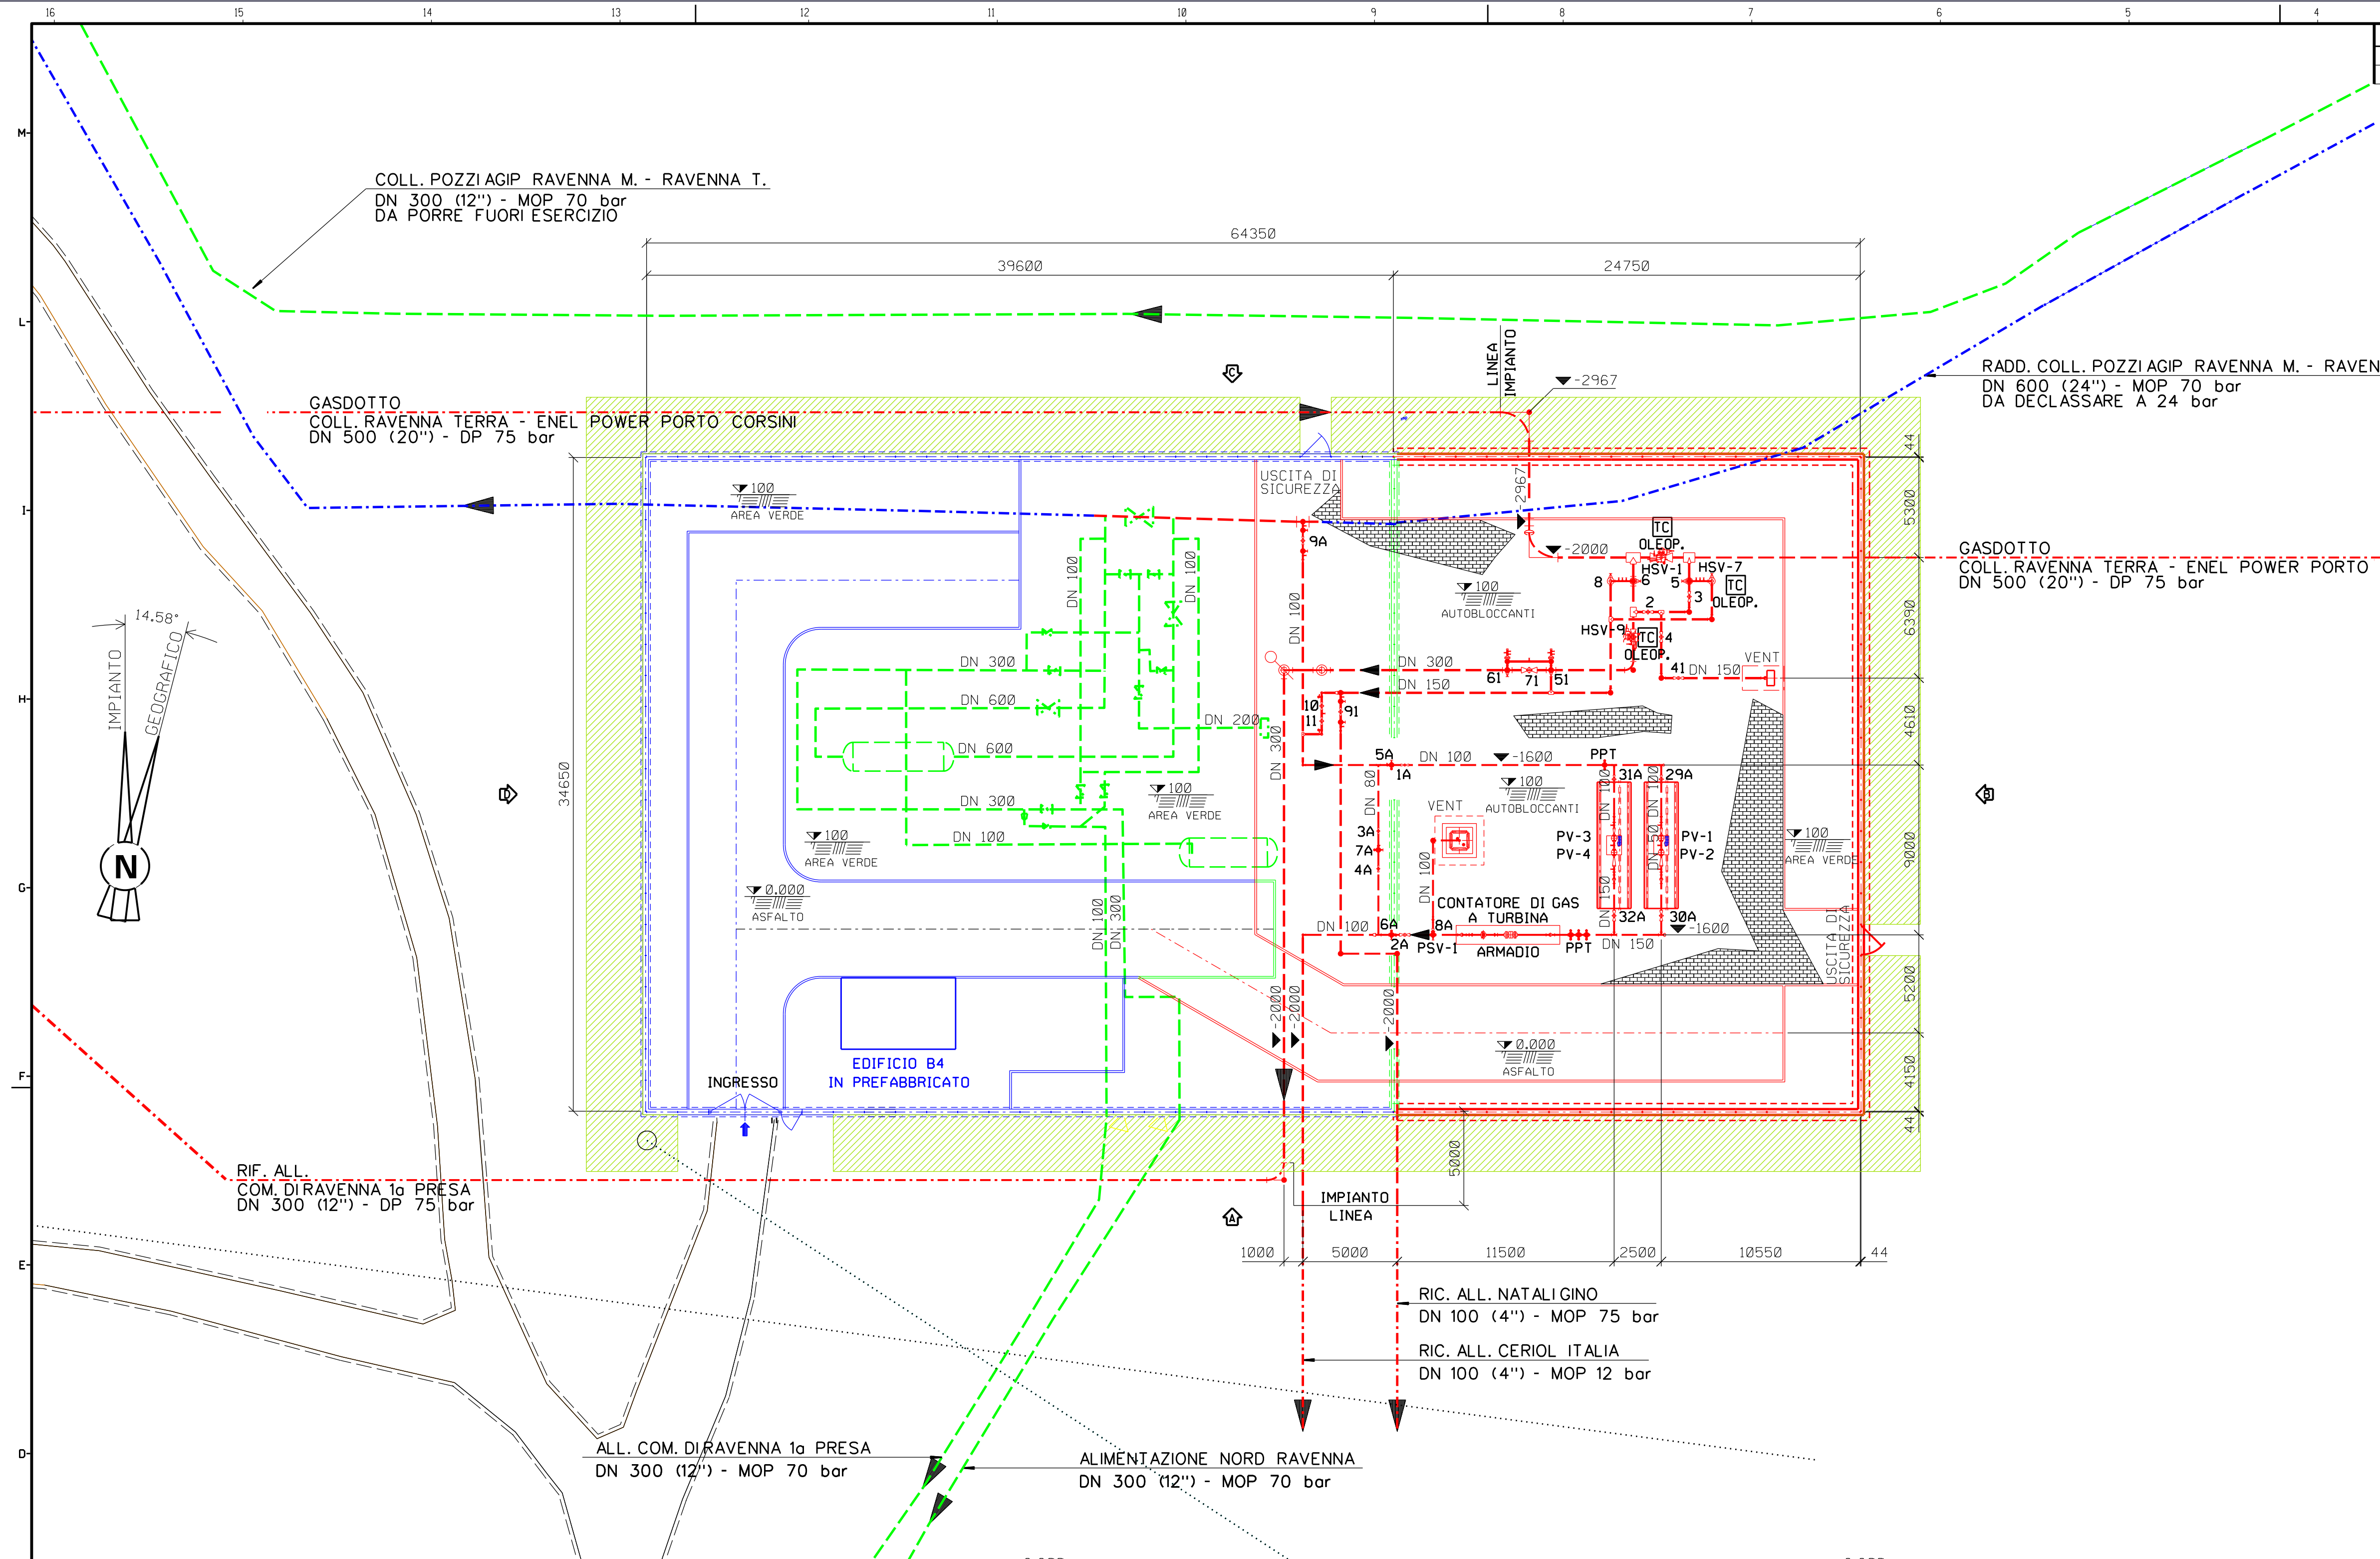 16 15 14 13 12 11 10 9 8 7 6 5 4
M
L
I
H
G
F
E
D
COLL. POZZI AGIP RAVENNA M. - RAVENNA T.
DN 300 (12") - MOP 70 bar
DA PORRE FUORI ESERCIZIO
64350
39600
24750
LINEA
IMPIANTO
-2967
C
RADD. COLL. POZZI AGIP RAVENNA M. - RAVEN
DN 600 (24") - MOP 70 bar
DA DECLASSARE A 24 bar
GASDOTTO
COLL. RAVENNA TERRA - ENEL POWER PORTO CORSINI
DN 500 (20") - DP 75 bar
44
5300
6390
4610
9000
5200
4150
44
USCITA DI
SICUREZZA
-2967
100
AREA VERDE
9A
TC
OLEOP.
-2000
HSV-1
HSV-7
8
6
5
TC
OLEOP.
3
2
GASDOTTO
COLL. RAVENNA TERRA - ENEL POWER PORTO
DN 500 (20") - DP 75 bar
DN 100
DN 100
DN 100
100
AUTOBLOCCANTI
HSV-9
TC
4
OLEOP.
14.58°
IMPIANTO
GEOGRAFICO
N
DN 300
DN 300
61
71
51
41
DN 150
VENT
DN 150
DN 600
10
11
91
DN 200
DN 600
DN 300
5A
1A
DN 100
-1600
PPT
31A
29A
34650
D
B
DN 300
100
AREA VERDE
DN 80
100
AUTOBLOCCANTI
DN 100
DN 100
VENT
100
AREA VERDE
DN 100
3A
7A
4A
PV-3
PV-4
PV-1
PV-2
DN 50
100
AREA VERDE
DN 100
0.000
ASFALTO
DN 100
DN 300
DN 150
CONTATORE DI GAS
A TURBINA
32A
30A
DN 100
6A
2A
8A
PSV-1
ARMADIO
PPT
DN 150
-1600
USCITA DI
SICUREZZA
-2000
-2000
-2000
0.000
ASFALTO
EDIFICIO B4
IN PREFABBRICATO
INGRESSO
5000
RIF. ALL.
COM. DI RAVENNA 1a PRESA
DN 300 (12") - DP 75 bar
IMPIANTO
LINEA
A
1000
5000
11500
2500
10550
44
RIC. ALL. NATALI GINO
DN 100 (4") - MOP 75 bar
RIC. ALL. CERIOL ITALIA
DN 100 (4") - MOP 12 bar
ALL. COM. DI RAVENNA 1a PRESA
DN 300 (12") - MOP 70 bar
ALIMENTAZIONE NORD RAVENNA
DN 300 (12") - MOP 70 bar